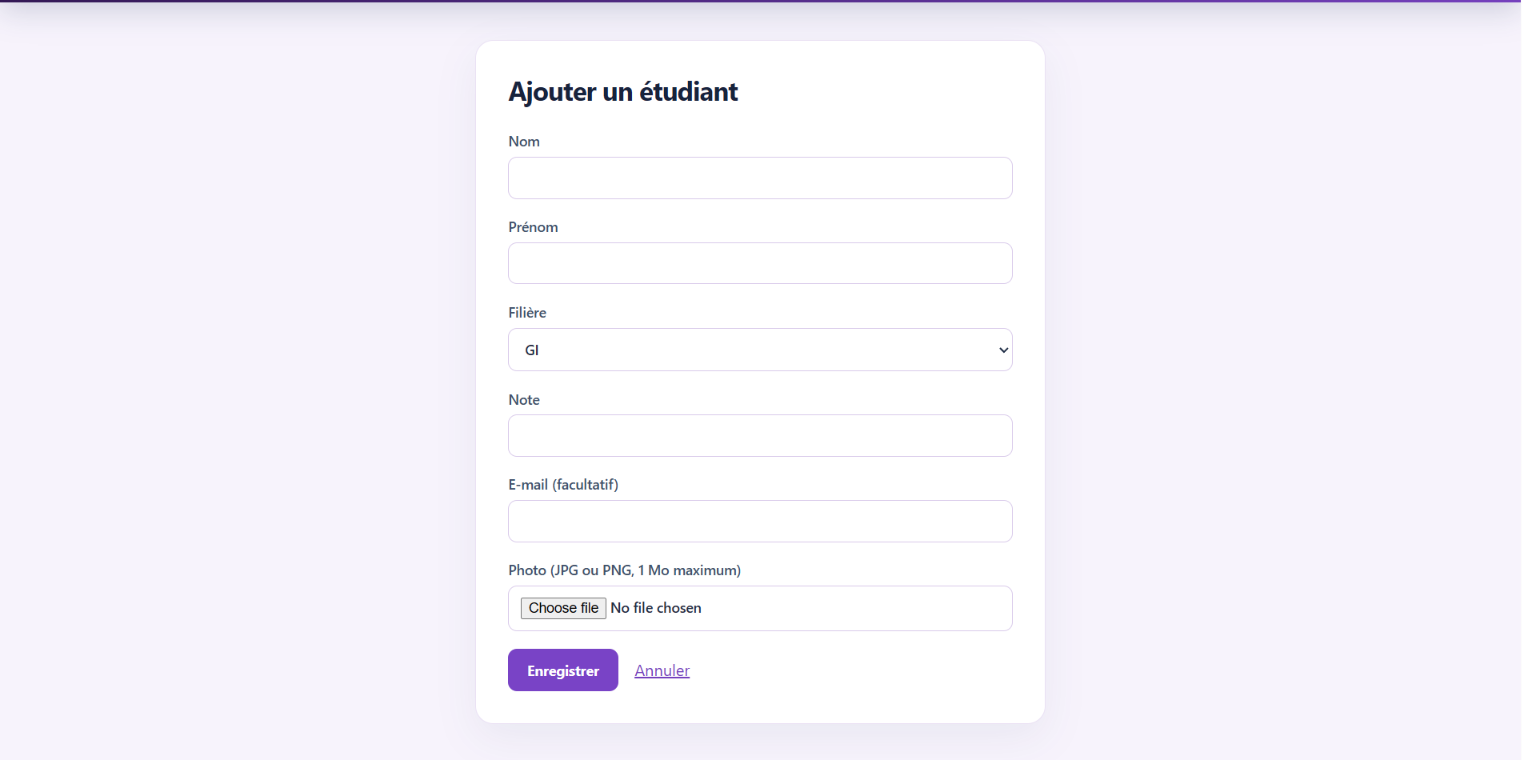 Ajouter un étudiant
Nom
Prénom
Filière
GI
Note
E-mail (facultatif)
Photo (JPG ou PNG, 1 Mo maximum)
Choose file No file chosen
Enregistrer Annuler